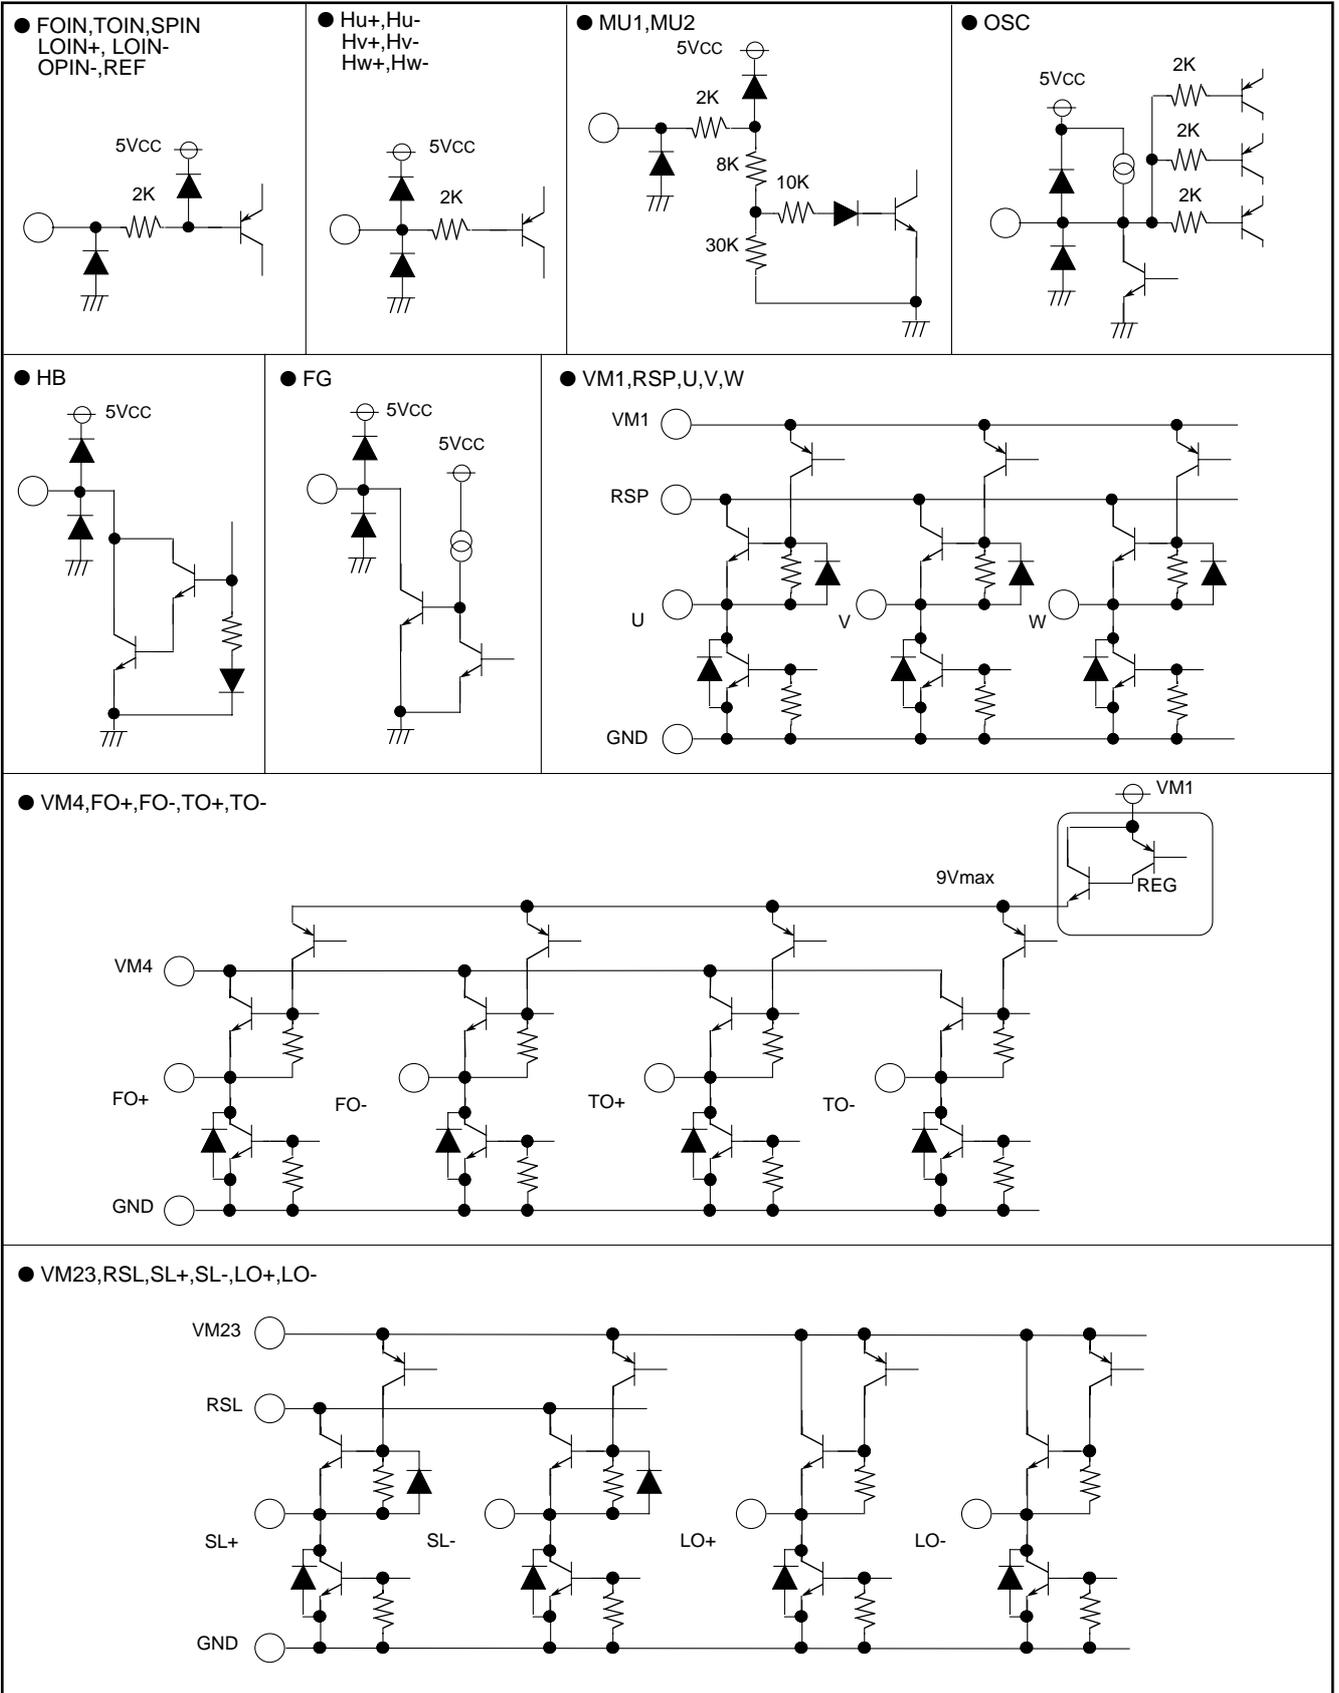 ● FOIN,TOIN,SPIN
LOIN+, LOIN-
OPIN-,REF
5VCC
2K
● Hu+,Hu-
Hv+,Hv-
Hw+,Hw-
5VCC
2K
● MU1,MU2
5VCC
2K
8K
10K
30K
● OSC
5VCC
2K
2K
2K
● HB
5VCC
● FG
5VCC
5VCC
● VM1,RSP,U,V,W
VM1
RSP
U
V
W
GND
● VM4,FO+,FO-,TO+,TO-
VM1
REG
9Vmax
VM4
FO+
FO-
TO+
TO-
GND
● VM23,RSL,SL+,SL-,LO+,LO-
VM23
RSL
SL+
SL-
LO+
LO-
GND